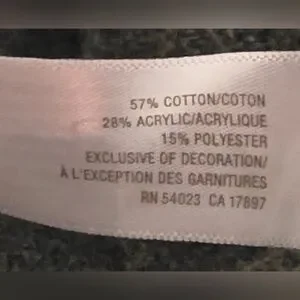 57% COTTON/COTON
28% ACRYLIC/ACRYLIQUE
15% POLYESTER
EXCLUSIVE OF DECORATION/
À L'EXCEPTION DES GARNITURES
RN 54023 CA 17897